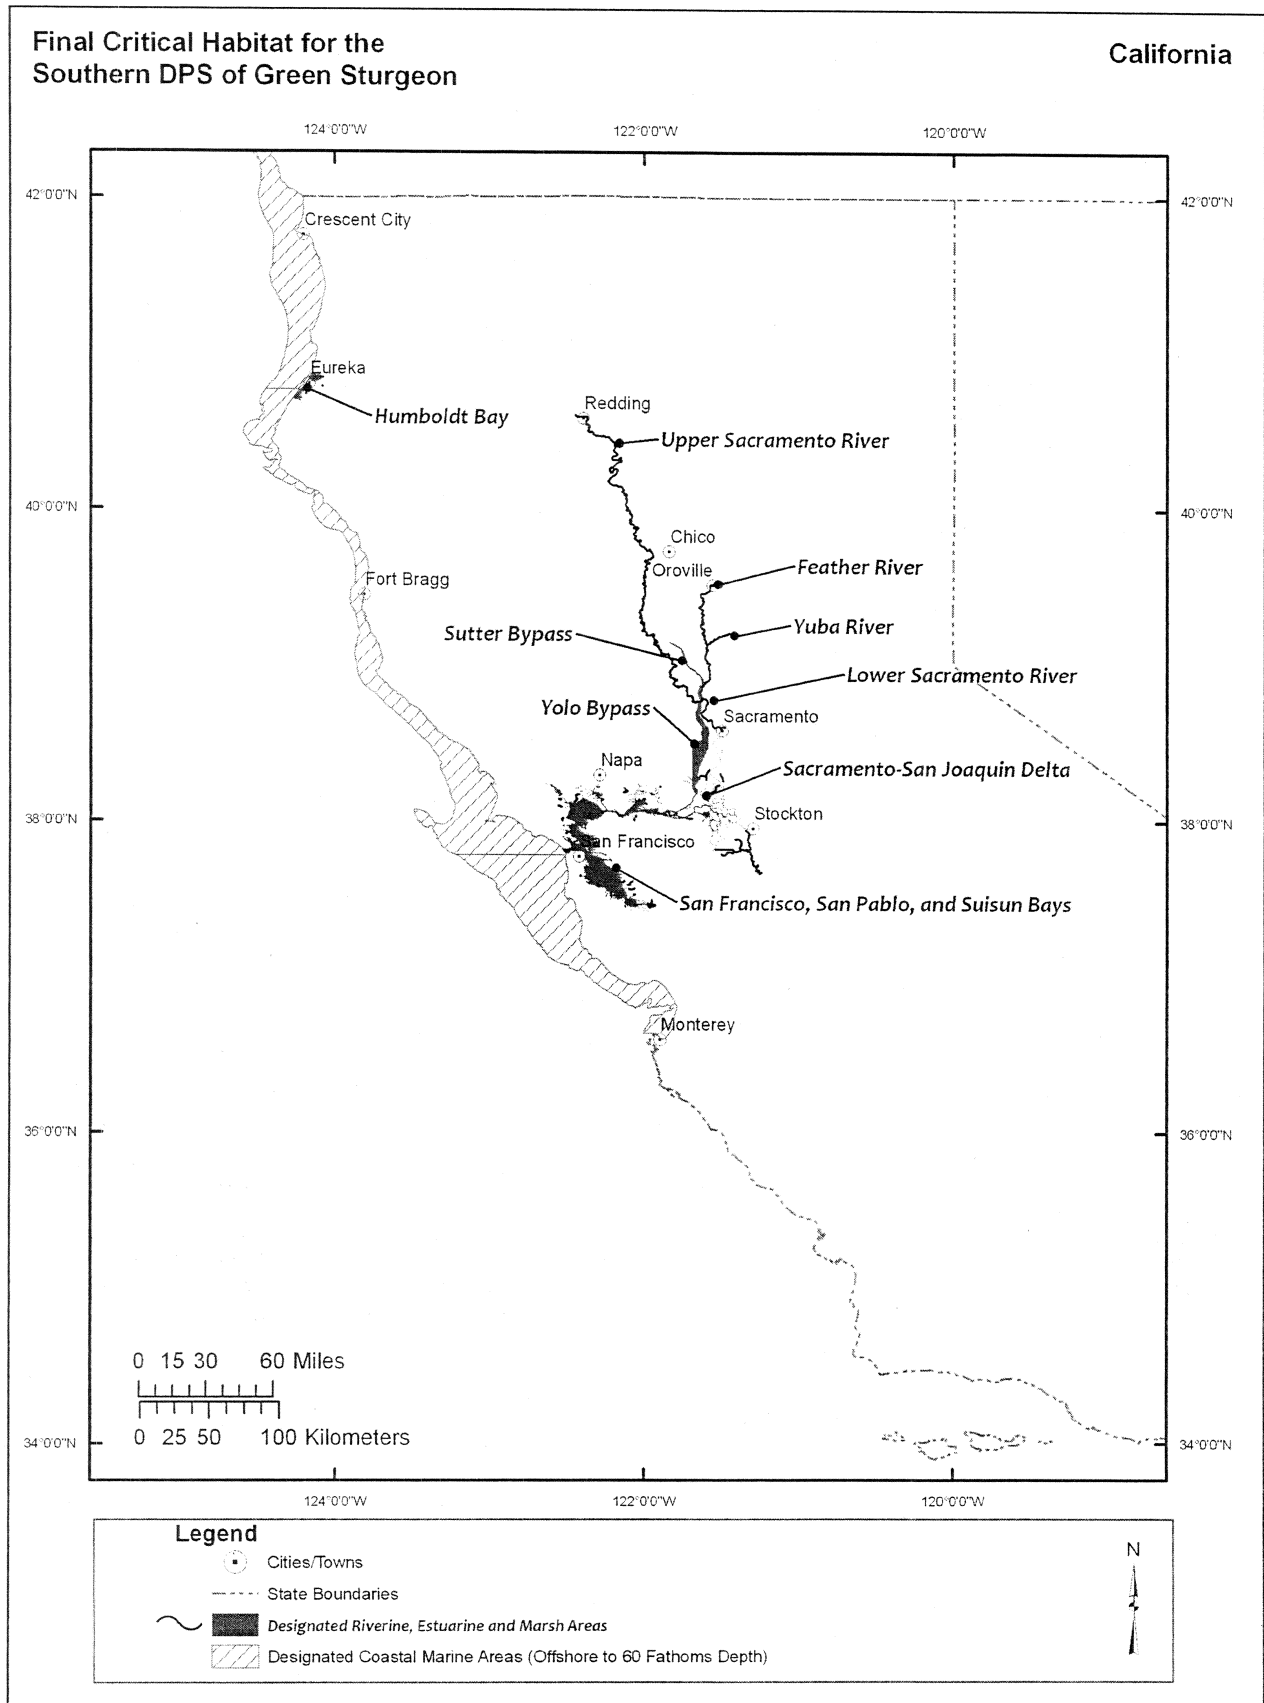 Final Critical Habitat for the
Southern DPS of Green Sturgeon
California
124°0'0"W
122°0'0"W
120°0'0"W
42°0'0"N
42°0'0"N
Crescent City
Eureka
Humboldt Bay
Redding
Upper Sacramento River
40°0'0"N
40°0'0"N
Chico
Oroville
Feather River
Fort Bragg
Yuba River
Sutter Bypass
Lower Sacramento River
Yolo Bypass
Sacramento
Napa
Sacramento-San Joaquin Delta
38°0'0"N
38°0'0"N
Stockton
San Francisco
San Francisco, San Pablo, and Suisun Bays
Monterey
36°0'0"N
36°0'0"N
0 15 30 60 Miles
0 25 50 100 Kilometers
34°0'0"N
34°0'0"N
124°0'0"W
122°0'0"W
120°0'0"W
Legend
Cities/Towns
State Boundaries
Designated Riverine, Estuarine and Marsh Areas
Designated Coastal Marine Areas (Offshore to 60 Fathoms Depth)
N